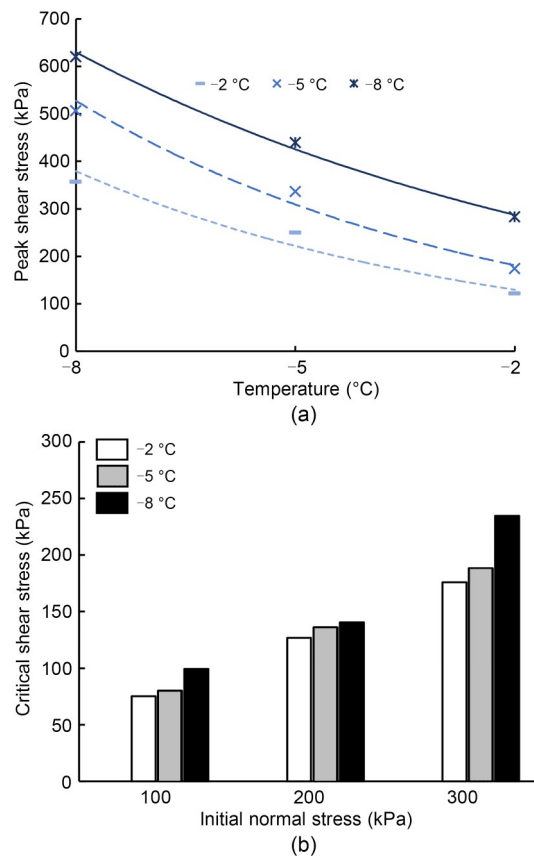 700
600
500
400
300
200
100
0
Peak shear stress (kPa)
−2 °C −5 °C −8 °C
−8 −5 −2
Temperature (°C)
(a)
300
250
200
150
100
50
0
Critical shear stress (kPa)
−2 °C
−5 °C
−8 °C
100 200 300
Initial normal stress (kPa)
(b)